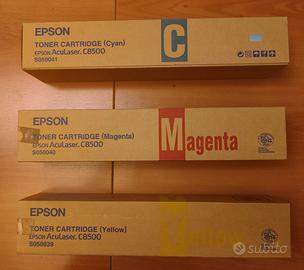 EPSON
TONER CARTRIDGE (Cyan)
EPSON AcuLaser C8500
S050041
C
EPSON
TONER CARTRIDGE (Magenta)
EPSON AcuLaser C8500
S050040
Magenta
EPSON
TONER CARTRIDGE (Yellow)
EPSON AcuLaser C8500
S050039
Yellow
subito